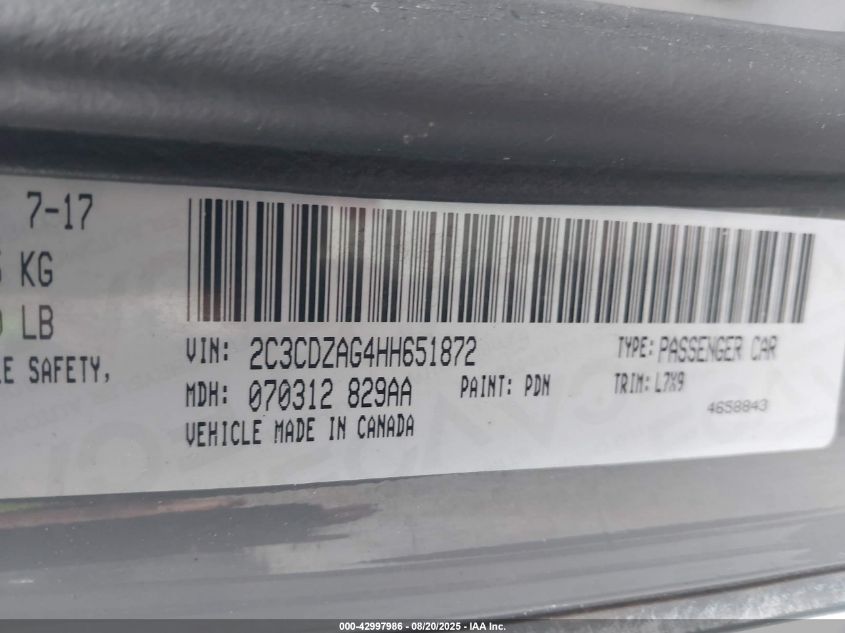 7-17
KG
LB
SAFETY,
VIN: 2C3CDZAG4HH651872
TYPE: PASSENGER CAR
MDH: 070312 829AA
PAINT: PDN
TRIM: L7X9
4658843
VEHICLE MADE IN CANADA
000-42997986 - 08/20/2025 - IAA Inc.